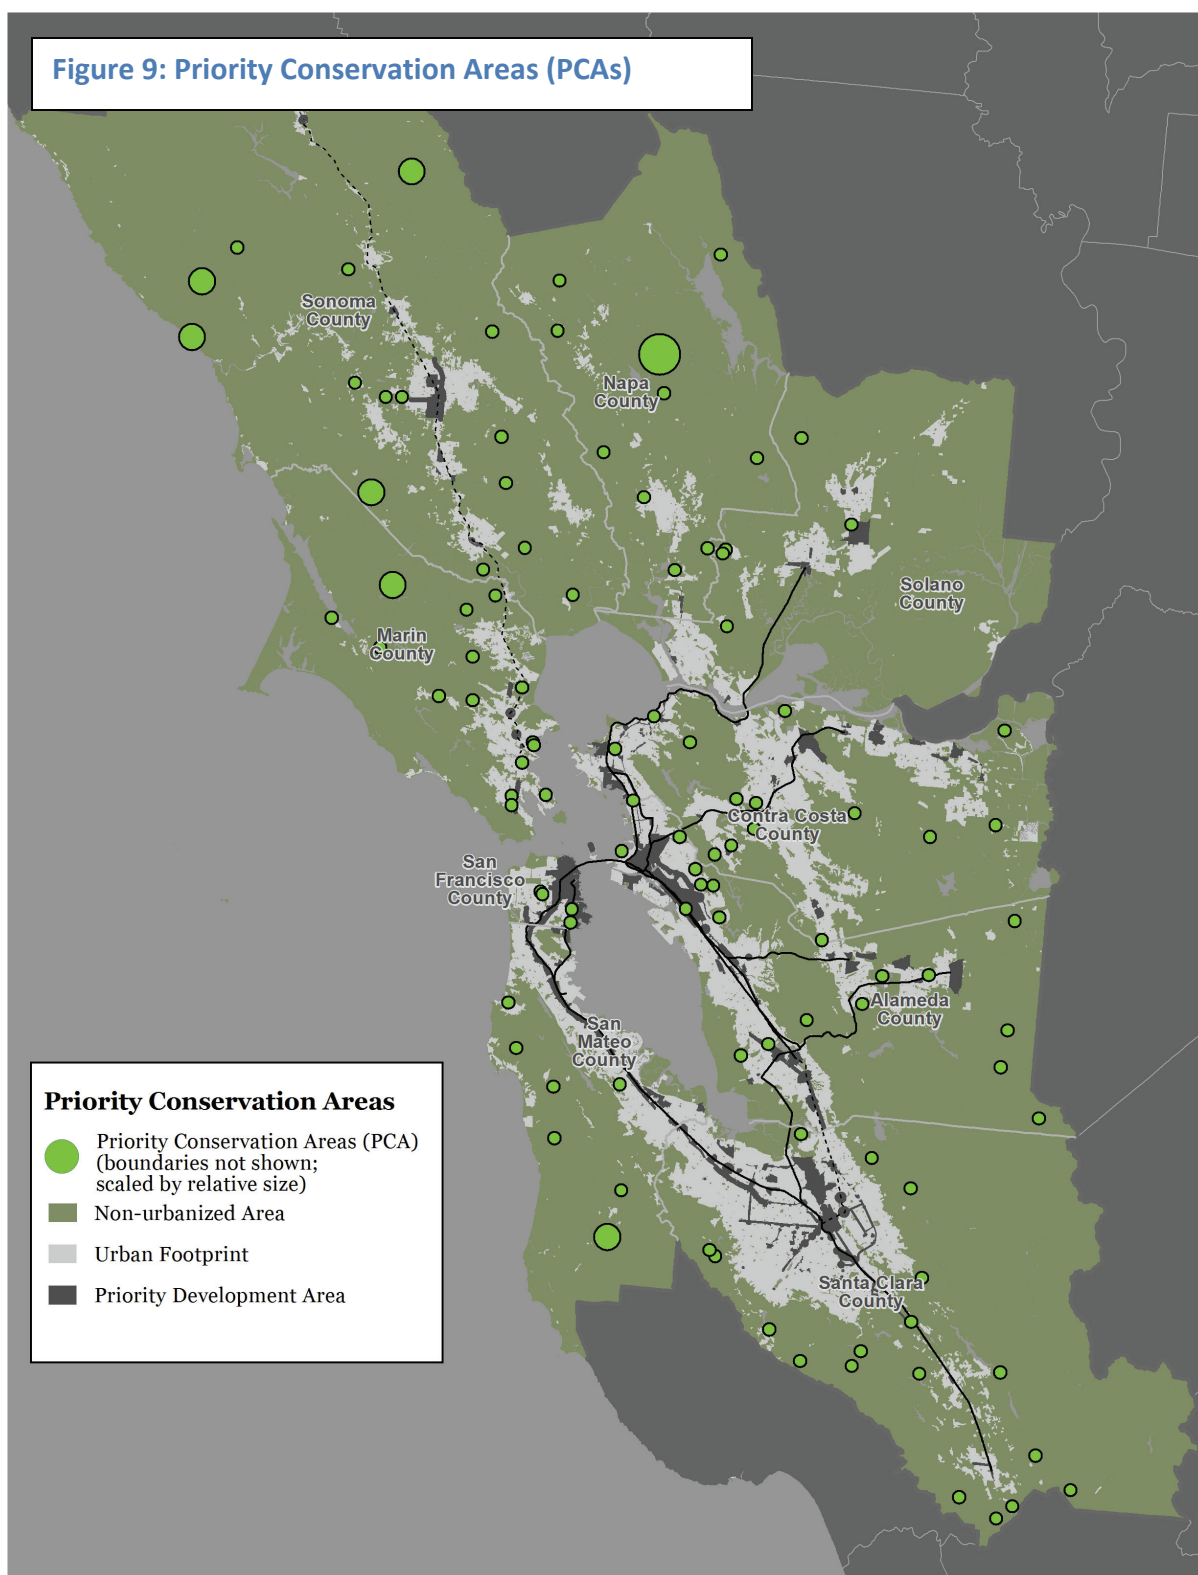 Figure 9: Priority Conservation Areas (PCAs)
Sonoma
County
Napa
County
Solano
County
Marin
County
Contra Costa
County
San
Francisco
County
Alameda
County
San
Mateo
County
Santa Clara
County
Priority Conservation Areas
Priority Conservation Areas (PCA)
(boundaries not shown;
scaled by relative size)
Non-urbanized Area
Urban Footprint
Priority Development Area